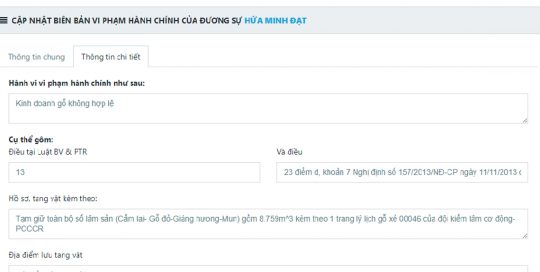 CẬP NHẬT BIÊN BẢN VI PHẠM HÀNH CHÍNH CỦA ĐƯƠNG SỰ HỨA MINH ĐẠT
Thông tin chung
Thông tin chi tiết
Hành vi vi phạm hành chính như sau:
Kinh doanh gỗ không hợp lệ
Cụ thể gồm:
Điều tại Luật BV & PTR
Và điều
13
23 điểm d, khoản 7 Nghị định số 157/2013/NĐ-CP ngày 11/11/2013 c
Hồ sơ, tang vật kèm theo:
Tạm giữ toàn bộ số lâm sản (Cẩm lai- Gỗ đỏ-Giáng hương-Mun) gồm 8.759m^3 kèm theo 1 trang lý lịch gỗ xẻ 00046 của đội kiểm lâm cơ động-
PCCCR
Địa điểm lưu tang vật